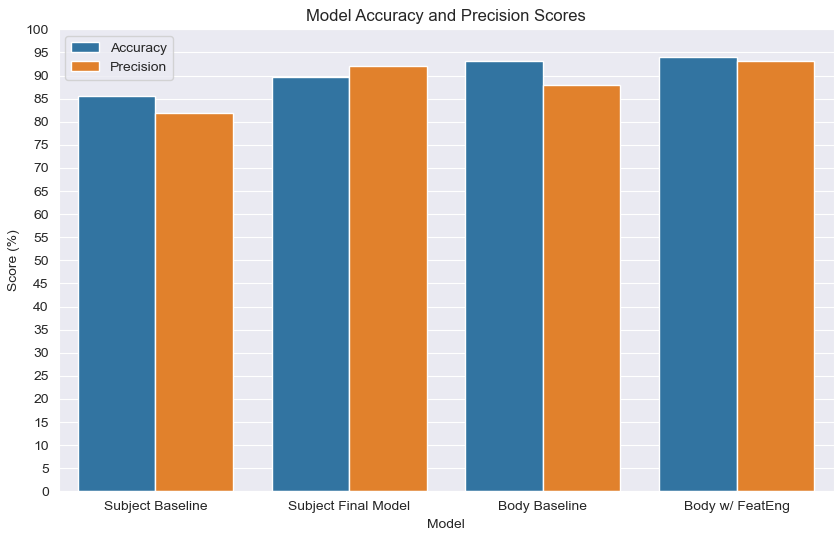 Model Accuracy and Precision Scores
Accuracy
Precision
Score (%)
100
95
90
85
80
75
70
65
60
55
50
45
40
35
30
25
20
15
10
5
0
Subject Baseline
Subject Final Model
Body Baseline
Body w/ FeatEng
Model